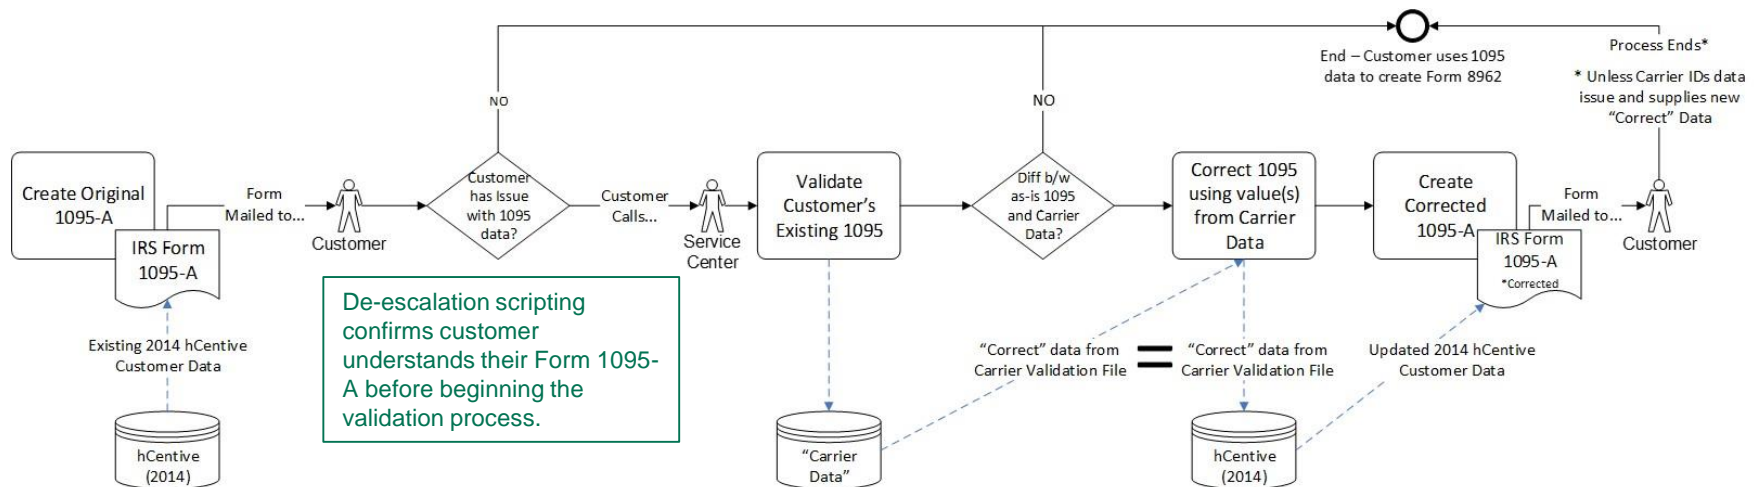 Create Original
1095-A
IRS Form
1095-A
Form
Mailed to...
Customer
NO
Customer
has Issue
with 1095
data?
Customer
Calls...
Service
Center
Validate
Customer's
Existing 1095
NO
Diff b/w
as-is 1095
and Carrier
Data?
Correct 1095
using value(s)
from Carrier
Data
Create
Corrected
1095-A
IRS Form
1095-A
*Corrected
Form
Mailed to...
Customer
End – Customer uses 1095
data to create Form 8962
Process Ends*
* Unless Carrier IDs data
issue and supplies new
“Correct” Data
De-escalation scripting
confirms customer
understands their Form 1095-
A before beginning the
validation process.
Existing 2014 hCentive
Customer Data
hCentive
(2014)
“Carrier
Data”
“Correct” data from
Carrier Validation File
=
“Correct” data from
Carrier Validation File
hCentive
(2014)
Updated 2014 hCentive
Customer Data